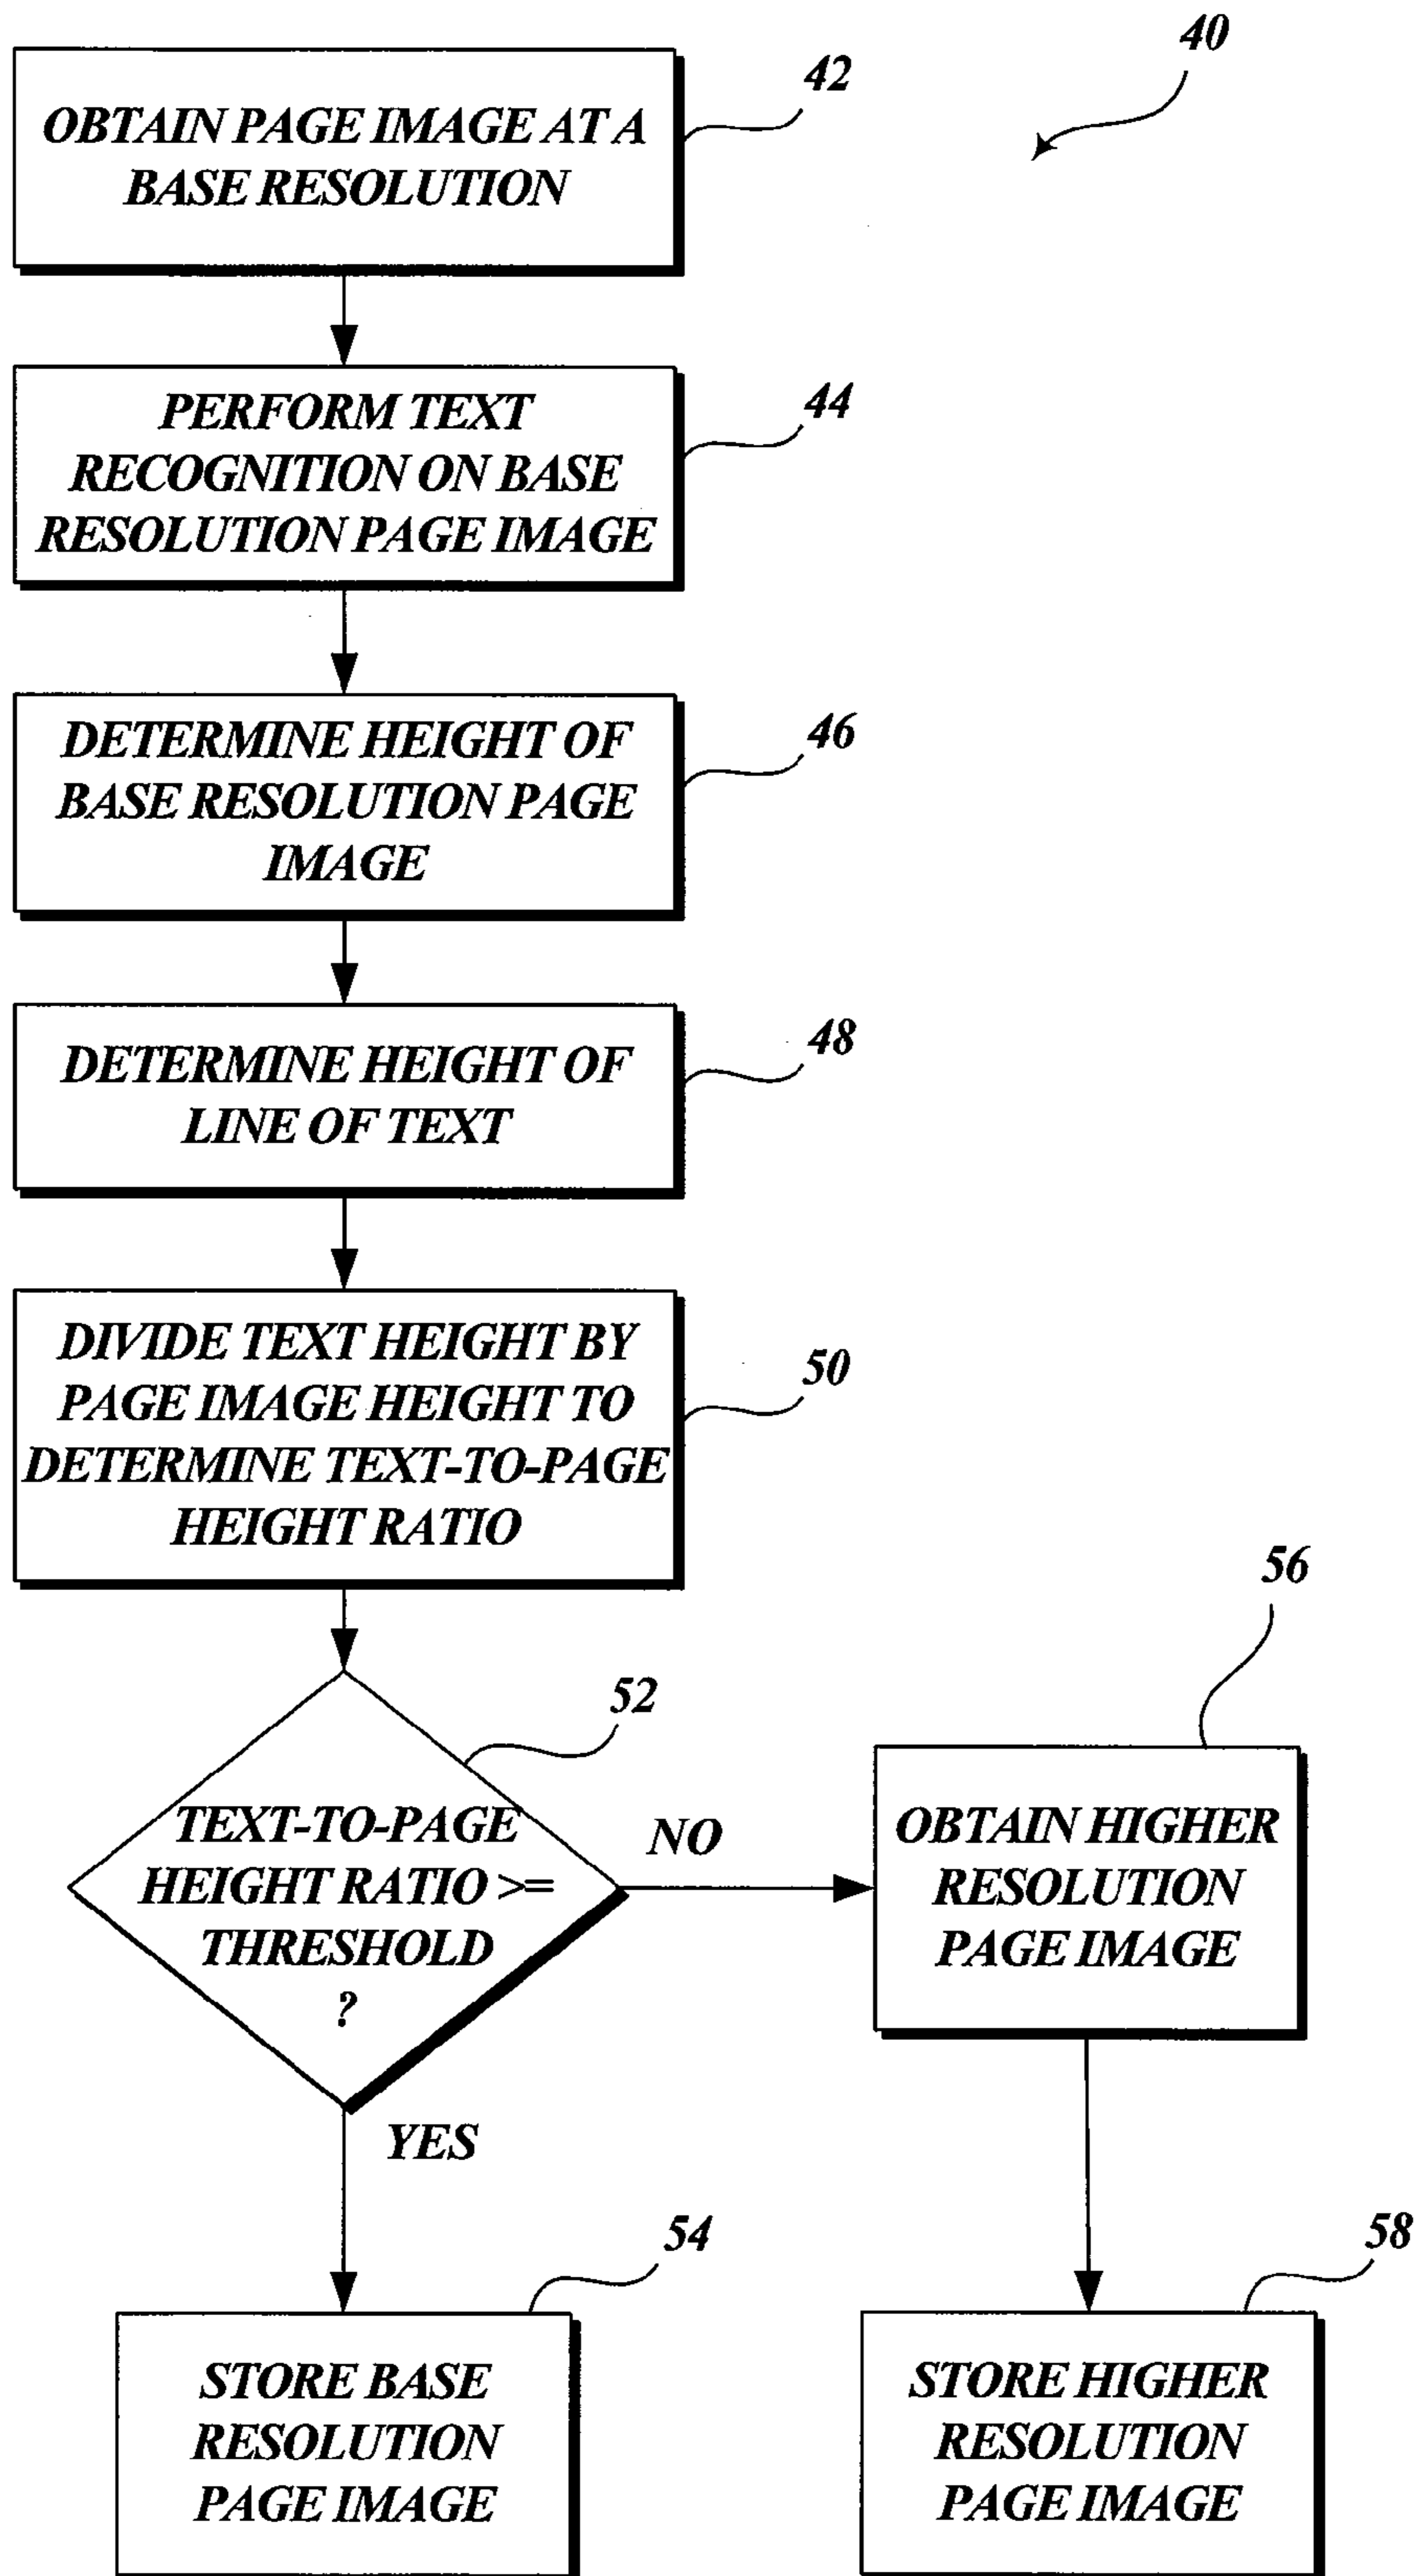 40
42
OBTAIN PAGE IMAGE AT A
BASE RESOLUTION
44
PERFORM TEXT
RECOGNITION ON BASE
RESOLUTION PAGE IMAGE
46
DETERMINE HEIGHT OF
BASE RESOLUTION PAGE
IMAGE
48
DETERMINE HEIGHT OF
LINE OF TEXT
50
DIVIDE TEXT HEIGHT BY
PAGE IMAGE HEIGHT TO
DETERMINE TEXT-TO-PAGE
HEIGHT RATIO
52
TEXT-TO-PAGE
HEIGHT RATIO >=
THRESHOLD
?
NO
56
OBTAIN HIGHER
RESOLUTION
PAGE IMAGE
YES
54
STORE BASE
RESOLUTION
PAGE IMAGE
58
STORE HIGHER
RESOLUTION
PAGE IMAGE